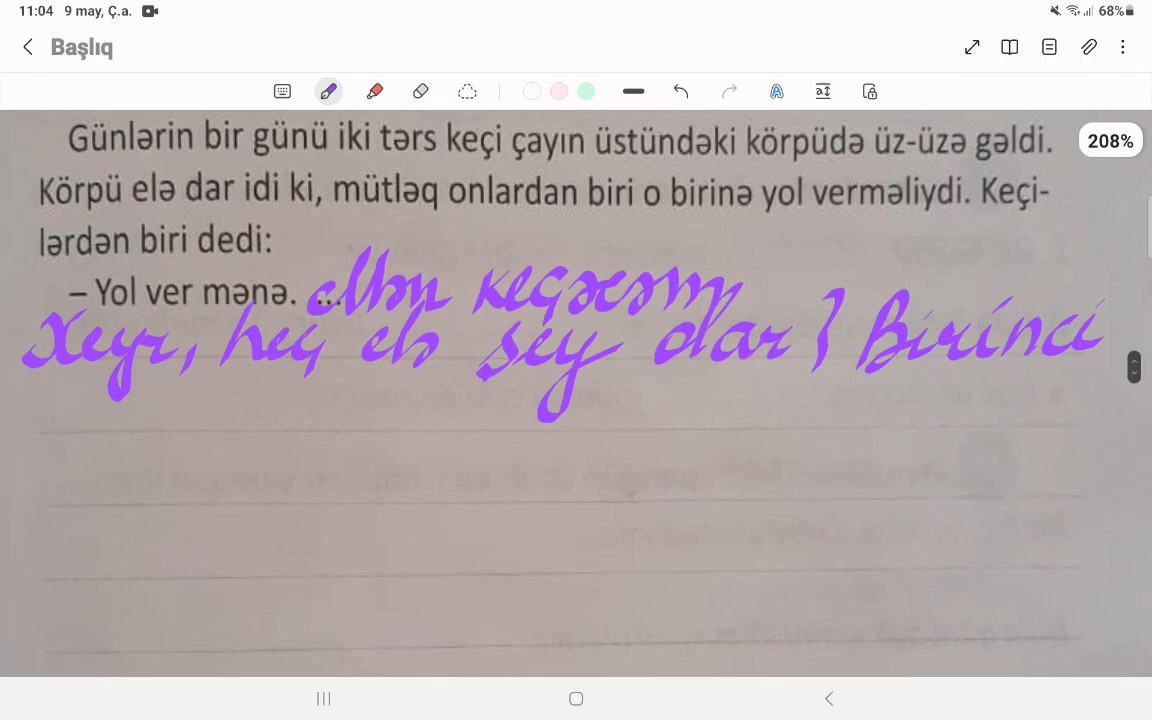 11:04 9 may, Ç.a. 68%
Başlıq
208%
Günlərin bir günü iki tərs keçi çayın üstündəki körpüdə üz-üzə gəldi.
Körpü elə dar idi ki, mütləq onlardan biri o birinə yol verməliydi. Keçi-
lərdən biri dedi:
– Yol ver mənə. ... Mən keçəcəm
Xeyr, heç elə şey olar? Birinci